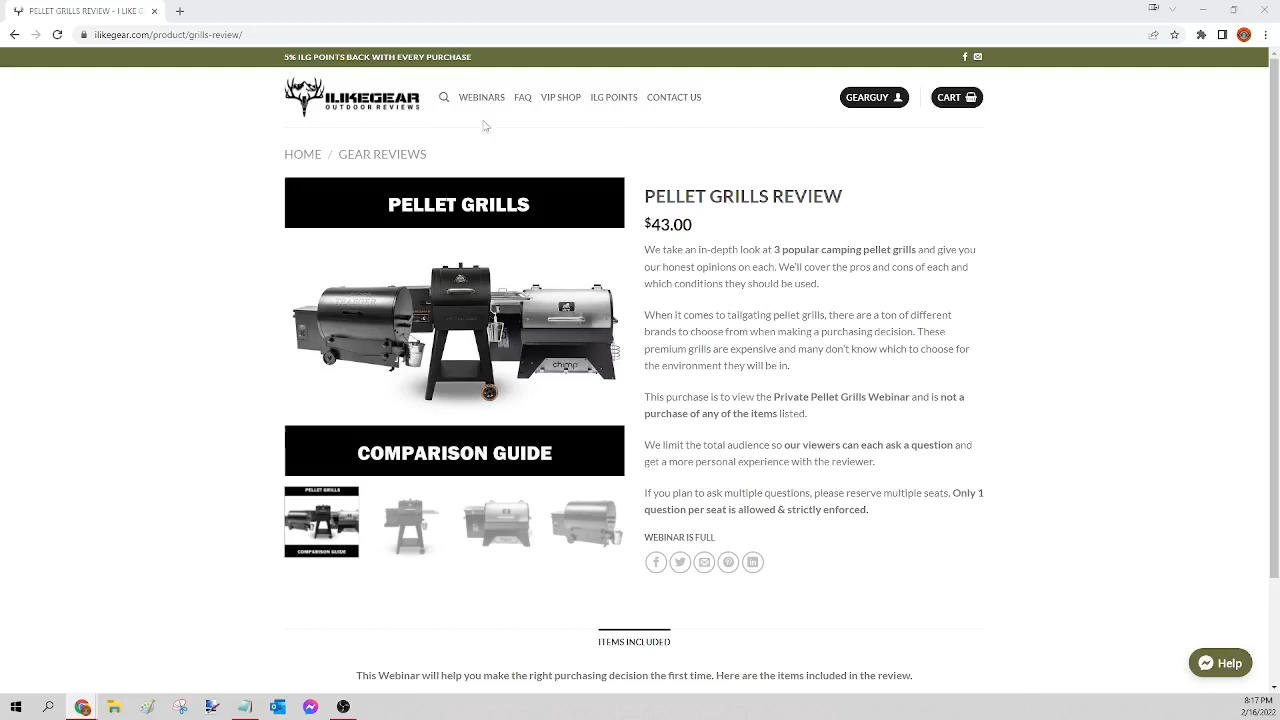 PELLET GRILLS REVIEW - I LIKE G
ilikegear.com/product/grills-review/
5% ILG POINTS BACK WITH EVERY PURCHASE
ILIKEGEAR
OUTDOOR REVIEWS
WEBINARS
FAQ
VIP SHOP
ILG POINTS
CONTACT US
GEARGUY
CART
HOME / GEAR REVIEWS
PELLET GRILLS
TRAEGER
chimp
COMPARISON GUIDE
PELLET GRILLS
COMPARISON GUIDE
PELLET GRILLS REVIEW
$43.00
We take an in-depth look at 3 popular camping pellet grills and give you
our honest opinions on each. We'll cover the pros and cons of each and
which conditions they should be used.
When it comes to tailgating pellet grills, there are a ton of different
brands to choose from when making a purchasing decision. These
premium grills are expensive and many don't know which to choose for
the environment they will be in.
This purchase is to view the Private Pellet Grills Webinar and is not a
purchase of any of the items listed.
We limit the total audience so our viewers can each ask a question and
get a more personal experience with the reviewer.
If you plan to ask multiple questions, please reserve multiple seats. Only 1
question per seat is allowed & strictly enforced.
WEBINAR IS FULL
ITEMS INCLUDED
This Webinar will help you make the right purchasing decision the first time. Here are the items included in the review.
Help
8:17 PM
2/16/2022